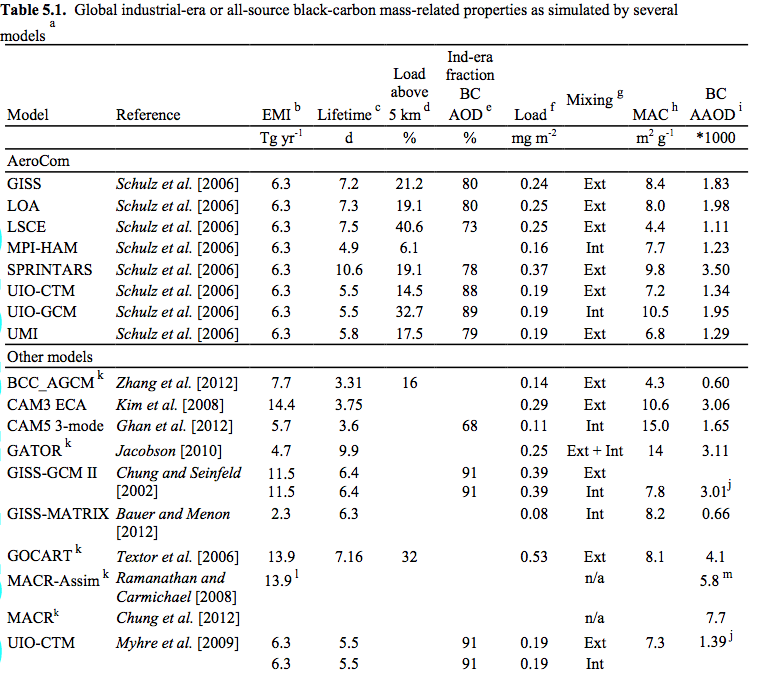 Table 5.1. Global industrial-era or all-source black-carbon mass-related properties as simulated by several
models a
Ind-era
Load fraction
above BC BC
Model Reference EMI b Lifetime c 5 km d AOD e Load f Mixing g MAC h AAOD i
Tg yr-1 d % % mg m-2 m2 g-1 *1000
AeroCom
GISS Schulz et al. [2006] 6.3 7.2 21.2 80 0.24 Ext 8.4 1.83
LOA Schulz et al. [2006] 6.3 7.3 19.1 80 0.25 Ext 8.0 1.98
LSCE Schulz et al. [2006] 6.3 7.5 40.6 73 0.25 Ext 4.4 1.11
MPI-HAM Schulz et al. [2006] 6.3 4.9 6.1 0.16 Int 7.7 1.23
SPRINTARS Schulz et al. [2006] 6.3 10.6 19.1 78 0.37 Ext 9.8 3.50
UIO-CTM Schulz et al. [2006] 6.3 5.5 14.5 88 0.19 Ext 7.2 1.34
UIO-GCM Schulz et al. [2006] 6.3 5.5 32.7 89 0.19 Int 10.5 1.95
UMI Schulz et al. [2006] 6.3 5.8 17.5 79 0.19 Ext 6.8 1.29
Other models
BCC_AGCM k Zhang et al. [2012] 7.7 3.31 16 0.14 Ext 4.3 0.60
CAM3 ECA Kim et al. [2008] 14.4 3.75 0.29 Ext 10.6 3.06
CAM5 3-mode Ghan et al. [2012] 5.7 3.6 68 0.11 Int 15.0 1.65
GATOR k Jacobson [2010] 4.7 9.9 0.25 Ext + Int 14 3.11
GISS-GCM II Chung and Seinfeld 11.5 6.4 91 0.39 Ext
[2002] 11.5 6.4 91 0.39 Int 7.8 3.01 j
GISS-MATRIX Bauer and Menon 2.3 6.3 0.08 Int 8.2 0.66
[2012]
GOCART k Textor et al. [2006] 13.9 7.16 32 0.53 Ext 8.1 4.1
MACR-Assim k Ramanathan and 13.9 l n/a 5.8 m
Carmichael [2008]
MACR k Chung et al. [2012] n/a 7.7
UIO-CTM Myhre et al. [2009] 6.3 5.5 91 0.19 Ext 7.3 1.39 j
6.3 5.5 91 0.19 Int